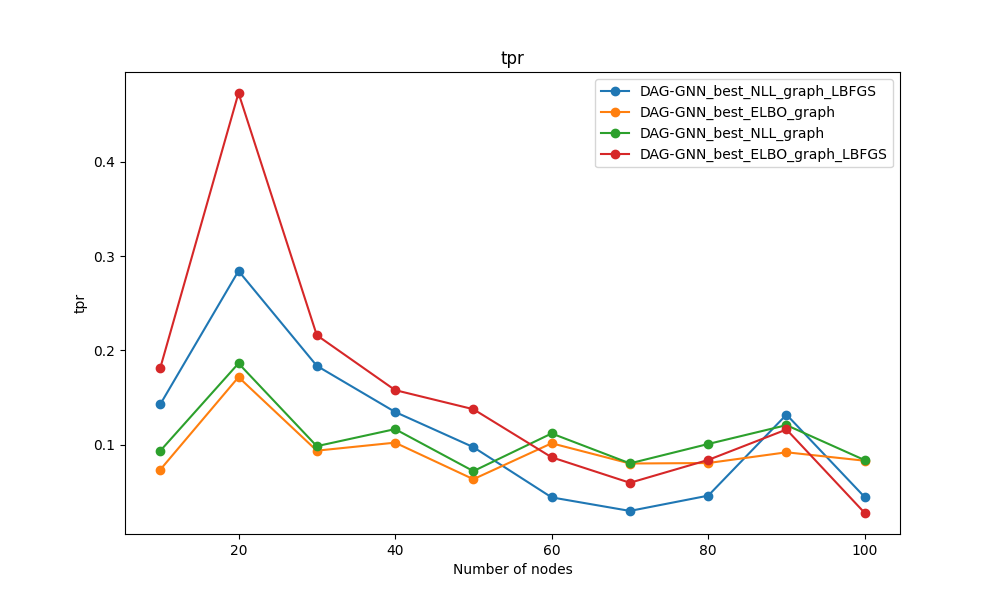 tpr
DAG-GNN_best_NLL_graph_LBFGS
DAG-GNN_best_ELBO_graph
DAG-GNN_best_NLL_graph
DAG-GNN_best_ELBO_graph_LBFGS
tpr
0.4
0.3
0.2
0.1
20
40
60
80
100
Number of nodes